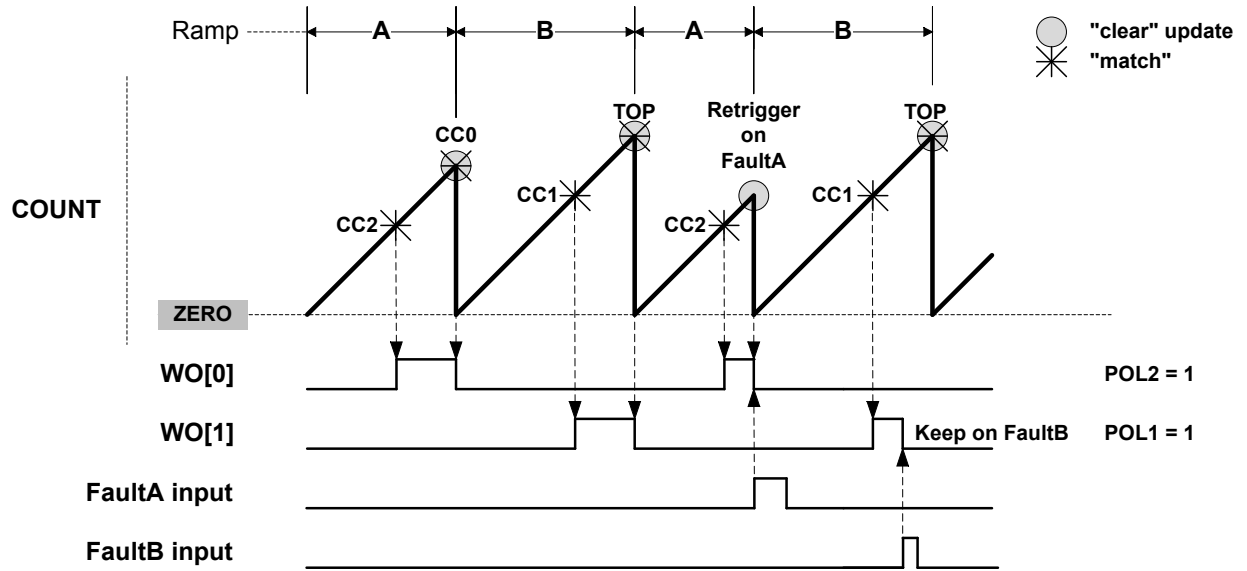 Ramp
A
B
A
B
"clear" update
"match"
TOP
Retrigger
on
FaultA
TOP
CC0
CC1
CC1
COUNT
CC2
CC2
ZERO
WO[0]
POL2 = 1
WO[1]
Keep on FaultB
POL1 = 1
FaultA input
FaultB input